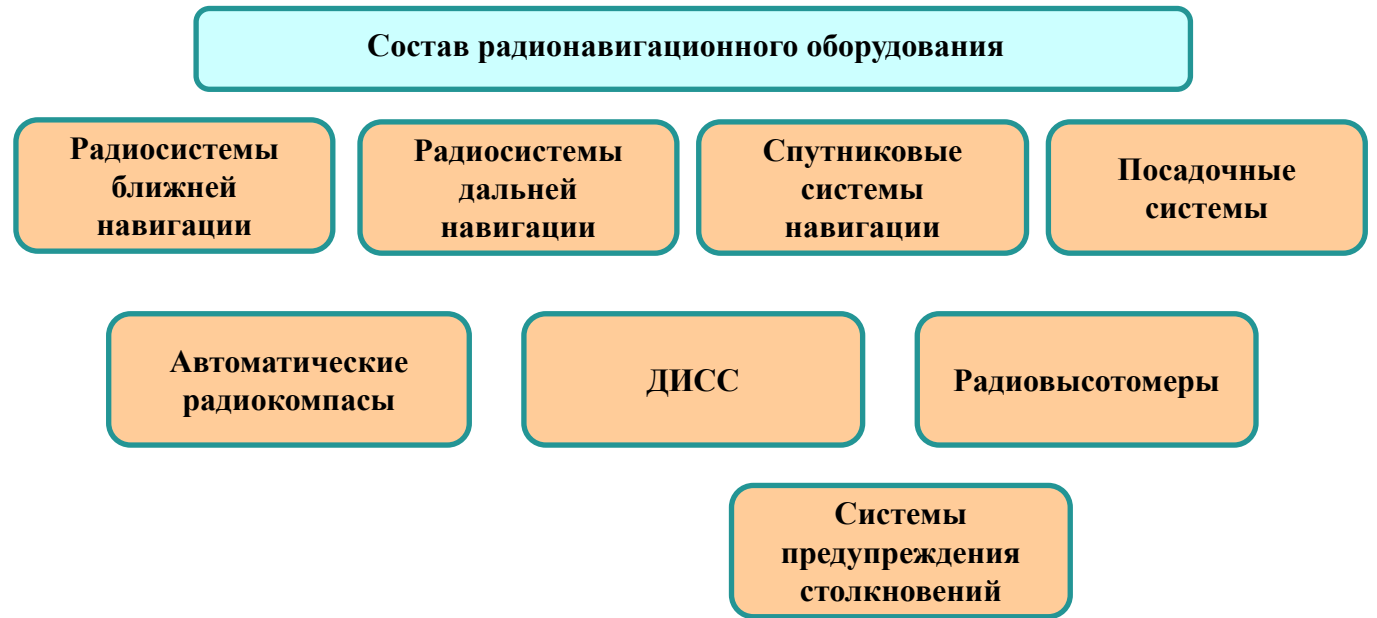 Состав радионавигационного оборудования
Радиосистемы
ближней
навигации
Радиосистемы
дальней
навигации
Спутниковые
системы
навигации
Посадочные
системы
Автоматические
радиокомпасы
ДИСС
Радиовысотомеры
Системы
предупреждения
столкновений